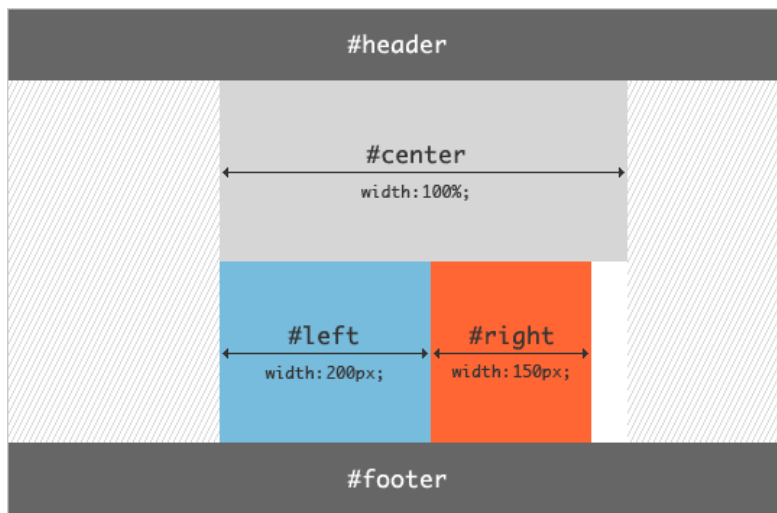 #header
#center
width:100%;
#left
width:200px;
#right
width:150px;
#footer